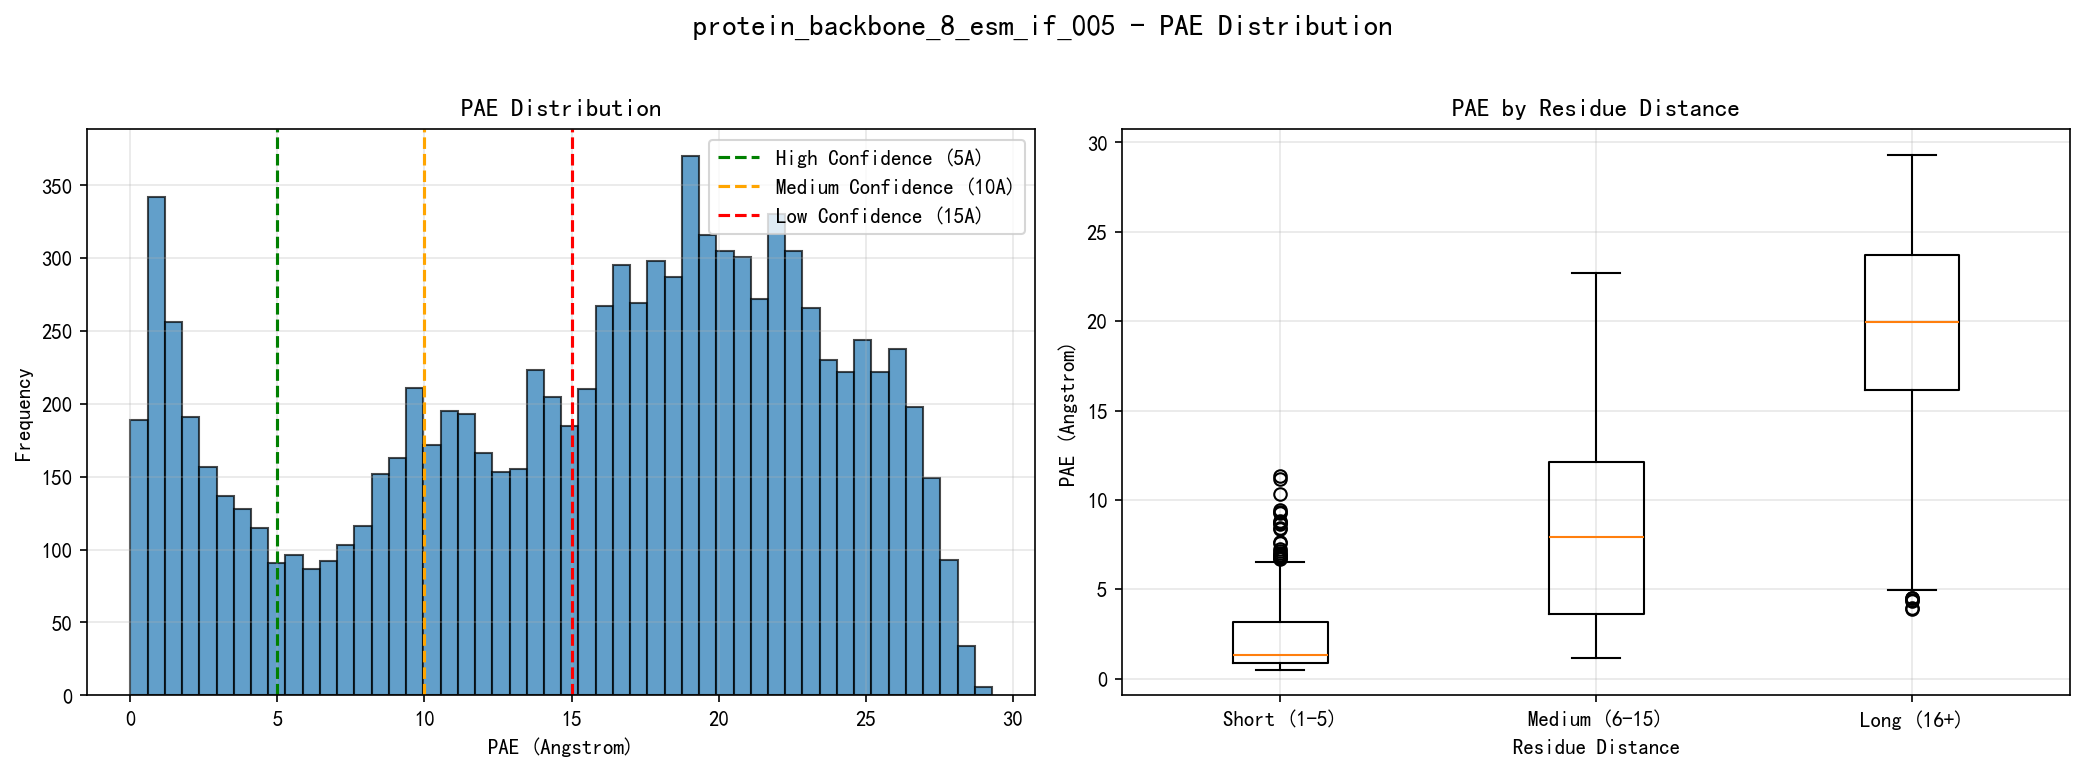 protein_backbone_8_esm_if_005 - PAE Distribution
PAE Distribution
High Confidence (5A)
Medium Confidence (10A)
Low Confidence (15A)
Frequency
350
300
250
200
150
100
50
0
0 5 10 15 20 25 30
PAE (Angstrom)
PAE by Residue Distance
PAE (Angstrom)
30
25
20
15
10
5
0
Short (1-5) Medium (6-15) Long (16+)
Residue Distance